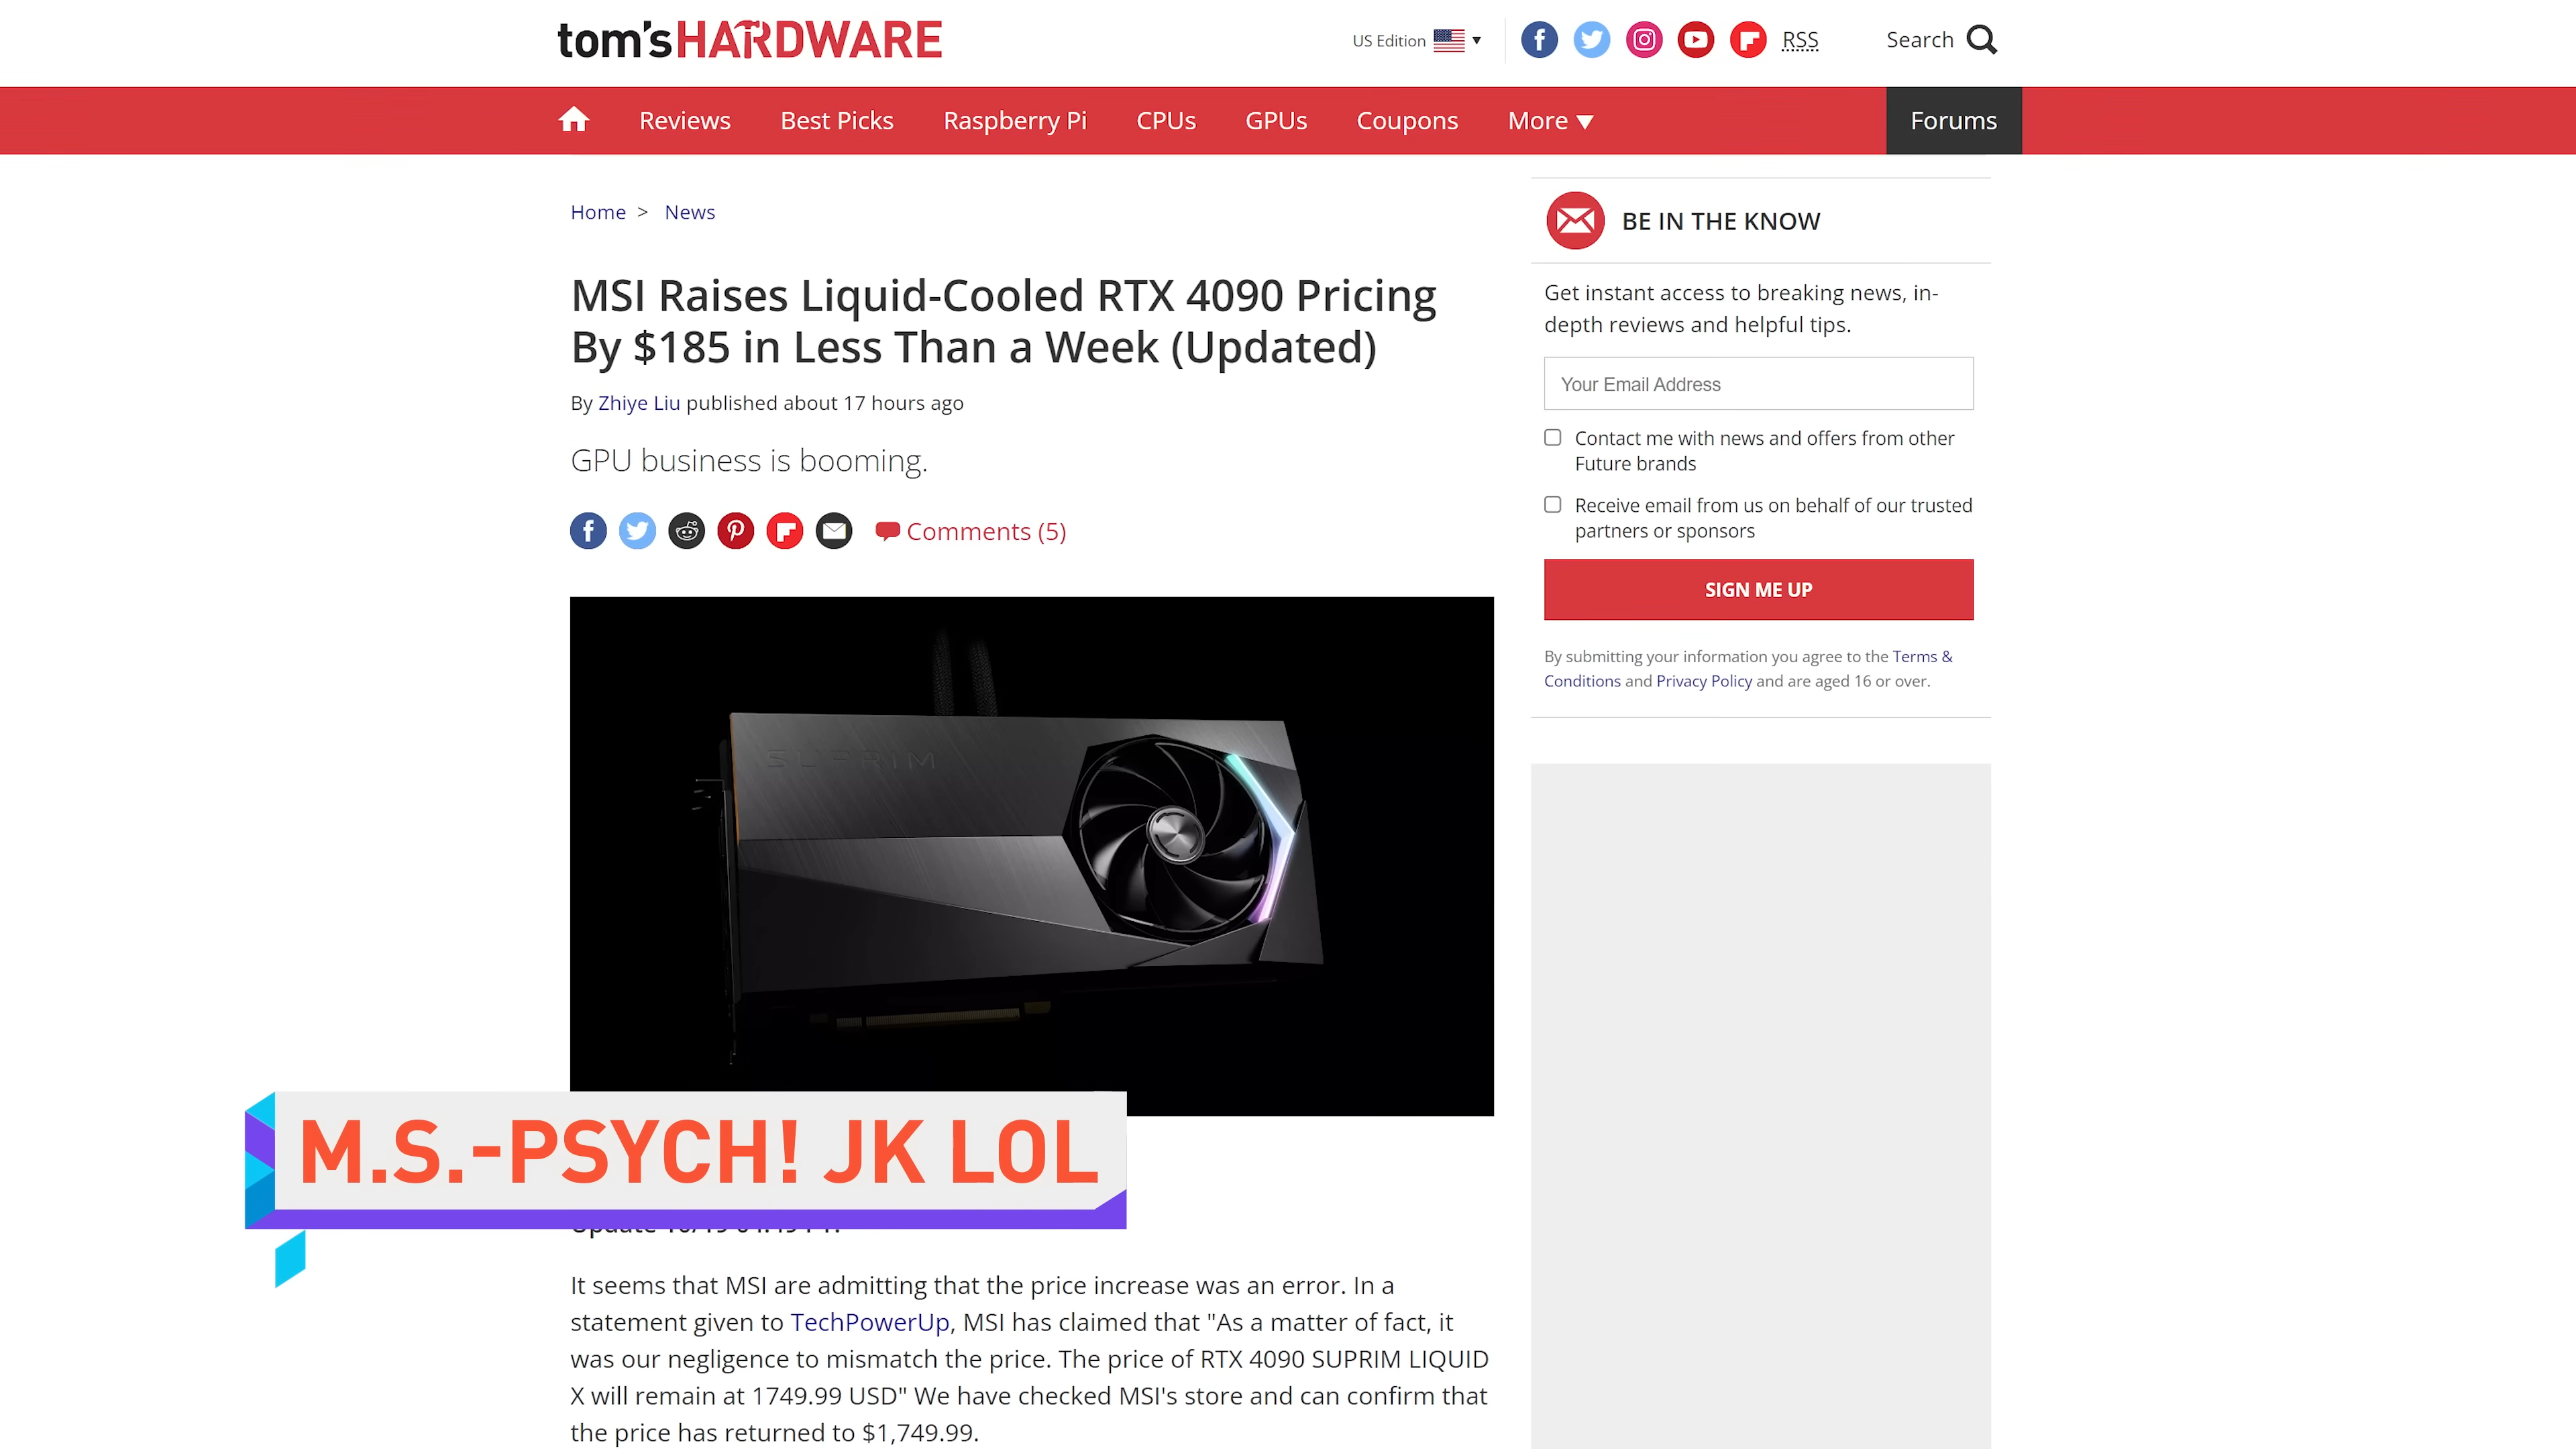 tom'sHARDWARE
US Edition
RSS
Search
Reviews
Best Picks
Raspberry Pi
CPUs
GPUs
Coupons
More
Forums
Home > News
MSI Raises Liquid-Cooled RTX 4090 Pricing
By $185 in Less Than a Week (Updated)
By Zhiye Liu published about 17 hours ago
GPU business is booming.
Comments (5)
SUPRIM
M.S.-PSYCH! JK LOL
It seems that MSI are admitting that the price increase was an error. In a
statement given to TechPowerUp, MSI has claimed that "As a matter of fact, it
was our negligence to mismatch the price. The price of RTX 4090 SUPRIM LIQUID
X will remain at 1749.99 USD" We have checked MSI's store and can confirm that
the price has returned to $1,749.99.
BE IN THE KNOW
Get instant access to breaking news, in-
depth reviews and helpful tips.
Your Email Address
Contact me with news and offers from other
Future brands
Receive email from us on behalf of our trusted
partners or sponsors
SIGN ME UP
By submitting your information you agree to the Terms &
Conditions and Privacy Policy and are aged 16 or over.